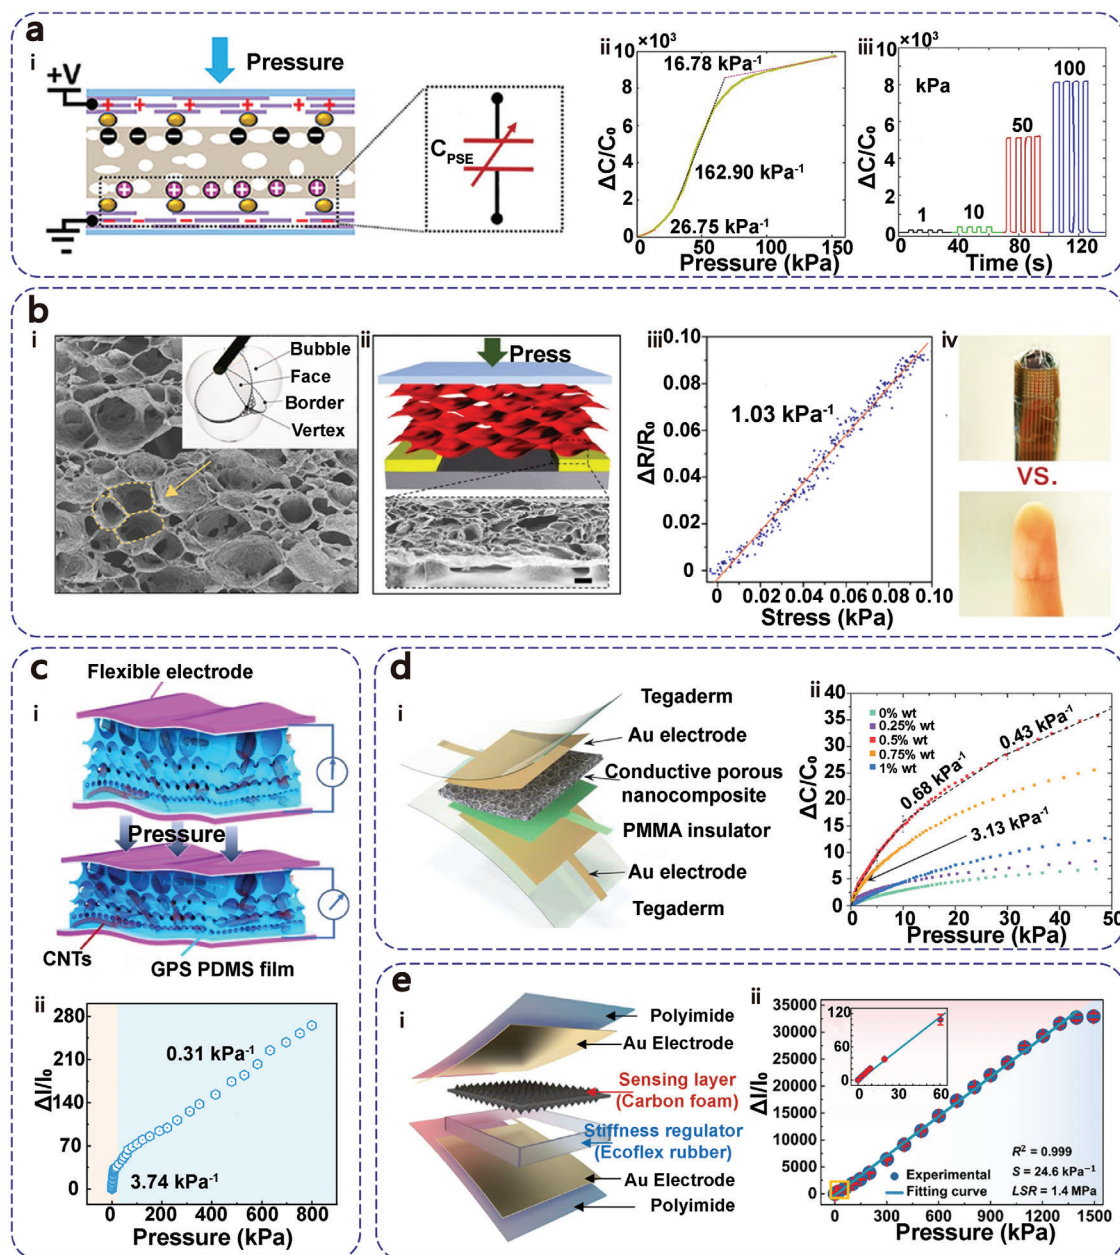 a
i
+V
Pressure
+ + + + +
− − − − − −
+ + + + + +
− − − − −
C_PSE
ii
×10³
10
8
6
4
2
0
ΔC/C₀
16.78 kPa⁻¹
162.90 kPa⁻¹
26.75 kPa⁻¹
0 50 100 150
Pressure (kPa)
iii
×10³
10
8
6
4
2
0
ΔC/C₀
kPa
1
10
50
100
0 40 80 120
Time (s)
b
i
Bubble
Face
Border
Vertex
ii
Press
iii
0.10
0.08
0.06
0.04
0.02
0
ΔR/R₀
1.03 kPa⁻¹
0 0.02 0.04 0.06 0.08 0.10
Stress (kPa)
iv
VS.
c
Flexible electrode
i
Pressure
CNTs
GPS PDMS film
ii
280
210
140
70
0
ΔI/I₀
0.31 kPa⁻¹
3.74 kPa⁻¹
0 200 400 600 800
Pressure (kPa)
d
i
Tegaderm
Au electrode
Conductive porous
nanocomposite
PMMA insulator
Au electrode
Tegaderm
ii
40
35
30
25
20
15
10
5
0
ΔC/C₀
0% wt
0.25% wt
0.5% wt
0.75% wt
1% wt
0.43 kPa⁻¹
0.68 kPa⁻¹
3.13 kPa⁻¹
0 10 20 30 40 50
Pressure (kPa)
e
i
Polyimide
Au Electrode
Sensing layer
(Carbon foam)
Stiffness regulator
(Ecoflex rubber)
Au Electrode
Polyimide
ii
35000
30000
25000
20000
15000
10000
5000
0
ΔI/I₀
120
60
0
0 30 60
R² = 0.999
Experimental
S = 24.6 kPa⁻¹
Fitting curve
LSR = 1.4 MPa
0 300 600 900 1200 1500
Pressure (kPa)